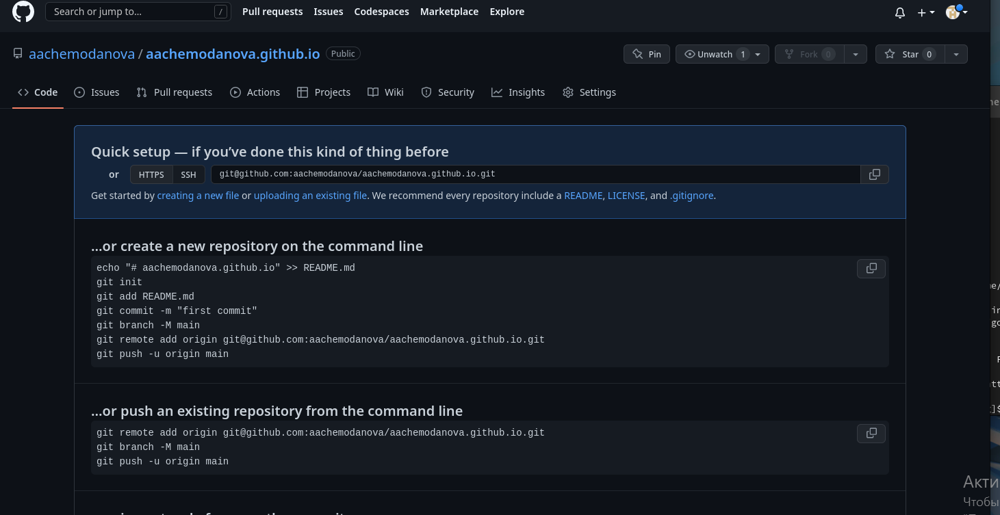 Search or jump to... /
Pull requests Issues Codespaces Marketplace Explore
aachemodanova / aachemodanova.github.io Public
Pin Unwatch 1 Fork 0 Star 0
Code Issues Pull requests Actions Projects Wiki Security Insights Settings
Quick setup — if you’ve done this kind of thing before
or HTTPS SSH git@github.com:aachemodanova/aachemodanova.github.io.git
Get started by creating a new file or uploading an existing file. We recommend every repository include a README, LICENSE, and .gitignore.
…or create a new repository on the command line
echo "# aachemodanova.github.io" >> README.md
git init
git add README.md
git commit -m "first commit"
git branch -M main
git remote add origin git@github.com:aachemodanova/aachemodanova.github.io.git
git push -u origin main
…or push an existing repository from the command line
git remote add origin git@github.com:aachemodanova/aachemodanova.github.io.git
git branch -M main
git push -u origin main
Акти
Чтобы